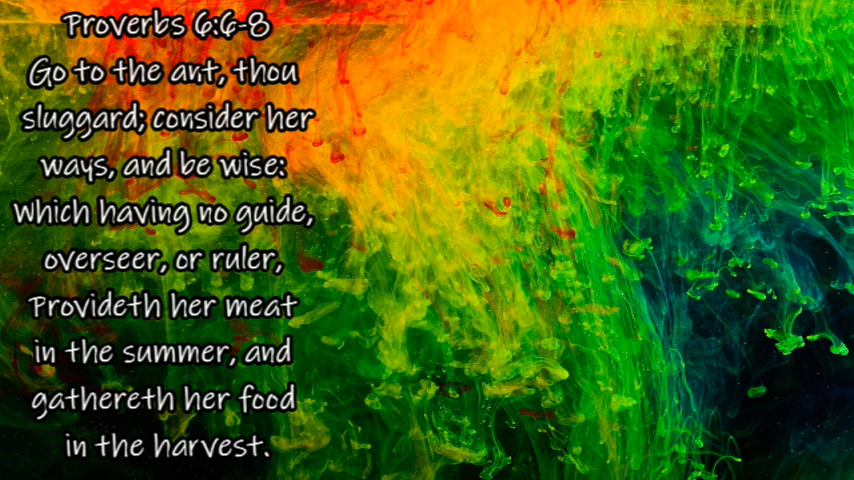 Proverbs 6:6-8
Go to the ant, thou
sluggard; consider her
ways, and be wise:
Which having no guide,
overseer, or ruler,
Provideth her meat
in the summer, and
gathereth her food
in the harvest.